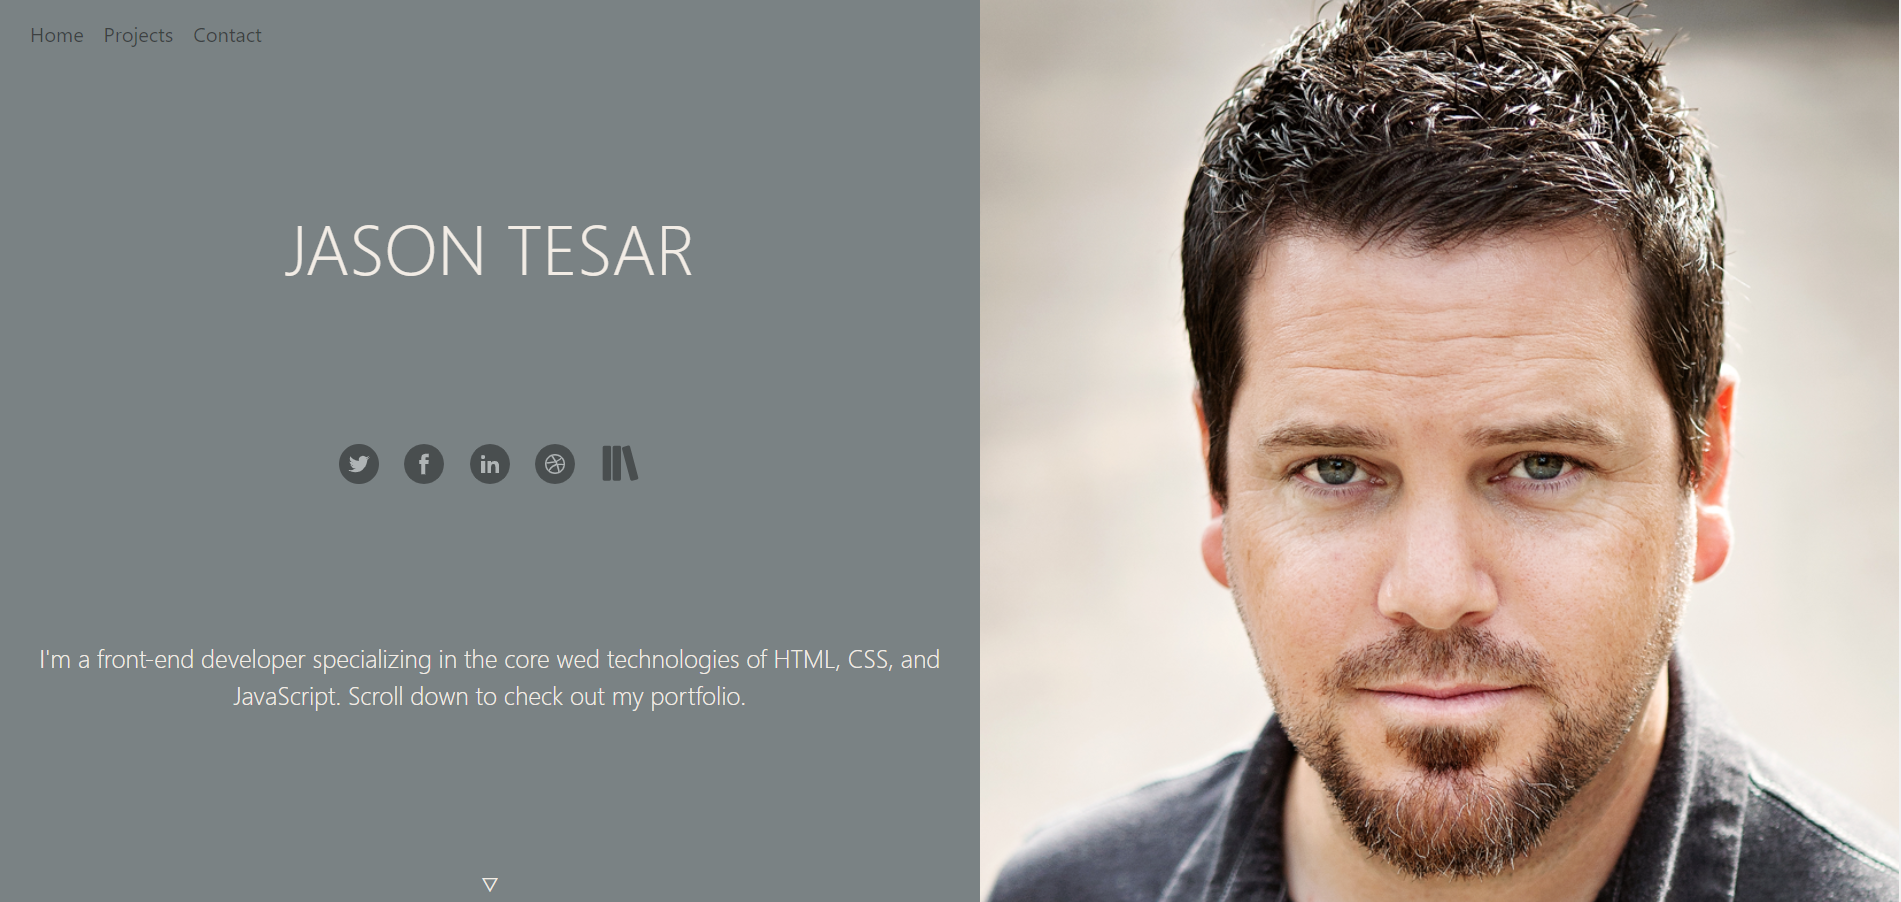 Home Projects Contact
JASON TESAR
I'm a front-end developer specializing in the core wed technologies of HTML, CSS, and
JavaScript. Scroll down to check out my portfolio.